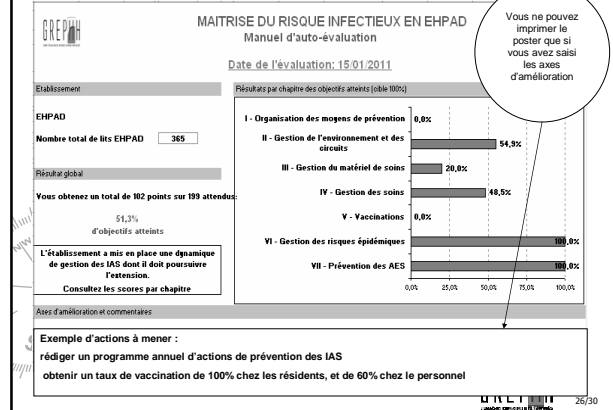 GREPHH
MAITRISE DU RISQUE INFECTIEUX EN EHPAD
Manuel d'auto-évaluation
Date de l'évaluation: 15/01/2011
Vous ne pouvez
imprimer le
poster que si
vous avez saisi
les axes
d'amélioration
Etablissement
EHPAD
Nombre total de lits EHPAD 365
Résultat global
Vous obtenez un total de 102 points sur 199 attendus:
51,3%
d'objectifs atteints
L'établissement a mis en place une dynamique
de gestion des IAS dont il doit poursuivre
l'extension.
Consultez les scores par chapitre
Résultats par chapitre des objectifs atteints (cible 100%)
I - Organisation des moyens de prévention 0,0%
II - Gestion de l'environnement et des
circuits 54,9%
III - Gestion du matériel de soins 20,0%
IV - Gestion des soins 48,5%
V - Vaccinations 0,0%
VI - Gestion des risques épidémiques 100,0%
VII - Prévention des AES 100,0%
0,0% 25,0% 50,0% 75,0% 100,0%
Axes d'amélioration et commentaires
Exemple d'actions à mener :
rédiger un programme annuel d'actions de prévention des IAS
obtenir un taux de vaccination de 100% chez les résidents, et de 60% chez le personnel
26/30